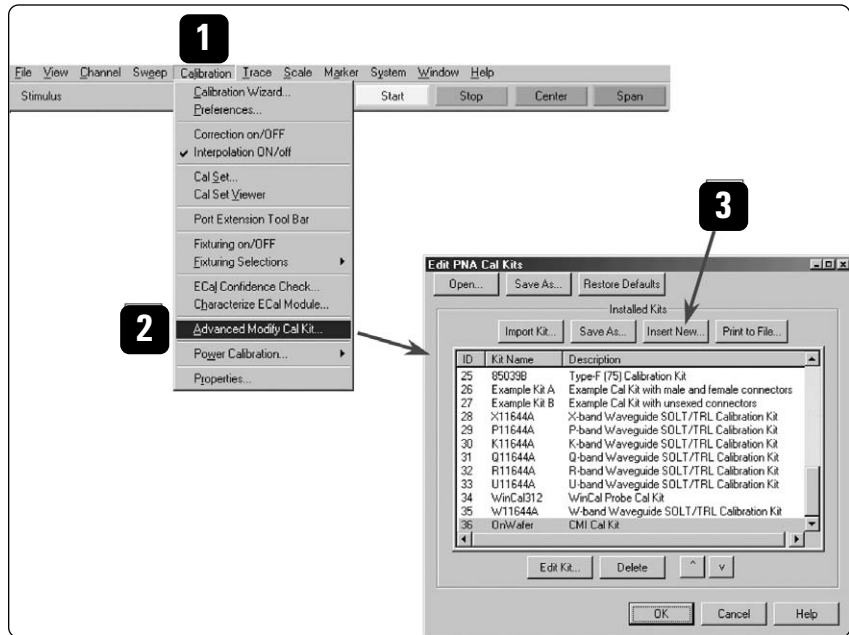 1
File View Channel Sweep Calibration Trace Scale Marker System Window Help
Stimulus
Start Stop Center Span
Calibration Wizard...
Preferences...
Correction on/OFF
✓ Interpolation ON/off
Cal Set...
Cal Set Viewer
Port Extension Tool Bar
Fixturing on/OFF
Fixturing Selections
ECal Confidence Check...
Characterize ECal Module...
2
Advanced Modify Cal Kit...
Power Calibration...
Properties...
3
Edit PNA Cal Kits
Open... Save As... Restore Defaults
Installed Kits
Import Kit... Save As... Insert New... Print to File...
ID Kit Name Description
25 85039B Type-F (75) Calibration Kit
26 Example Kit A Example Cal Kit with male and female connectors
27 Example Kit B Example Cal Kit with unsexed connectors
28 X11644A X-band Waveguide SOLT/TRL Calibration Kit
29 P11644A P-band Waveguide SOLT/TRL Calibration Kit
30 K11644A K-band Waveguide SOLT/TRL Calibration Kit
31 Q11644A Q-band Waveguide SOLT/TRL Calibration Kit
32 R11644A R-band Waveguide SOLT/TRL Calibration Kit
33 U11644A U-band Waveguide SOLT/TRL Calibration Kit
34 WinCal312 WinCal Probe Cal Kit
35 W11644A W-band Waveguide SOLT/TRL Calibration Kit
36 OnWafer CMI Cal Kit
Edit Kit... Delete ^ v
OK Cancel Help